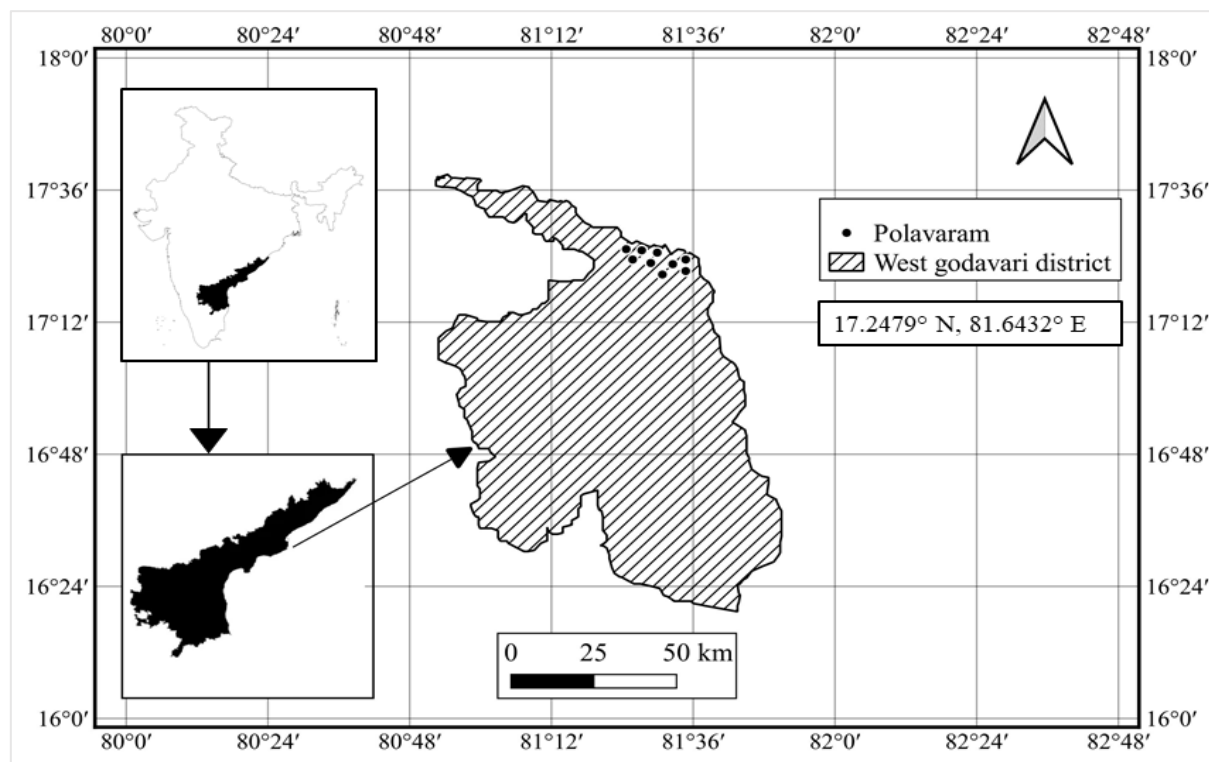 80°0′ 80°24′ 80°48′ 81°12′ 81°36′ 82°0′ 82°24′ 82°48′
18°0′ 18°0′
17°36′ 17°36′
Polavaram
West godavari district
17°12′ 17°12′
17.2479° N, 81.6432° E
16°48′ 16°48′
16°24′ 16°24′
0 25 50 km
16°0′ 16°0′
80°0′ 80°24′ 80°48′ 81°12′ 81°36′ 82°0′ 82°24′ 82°48′